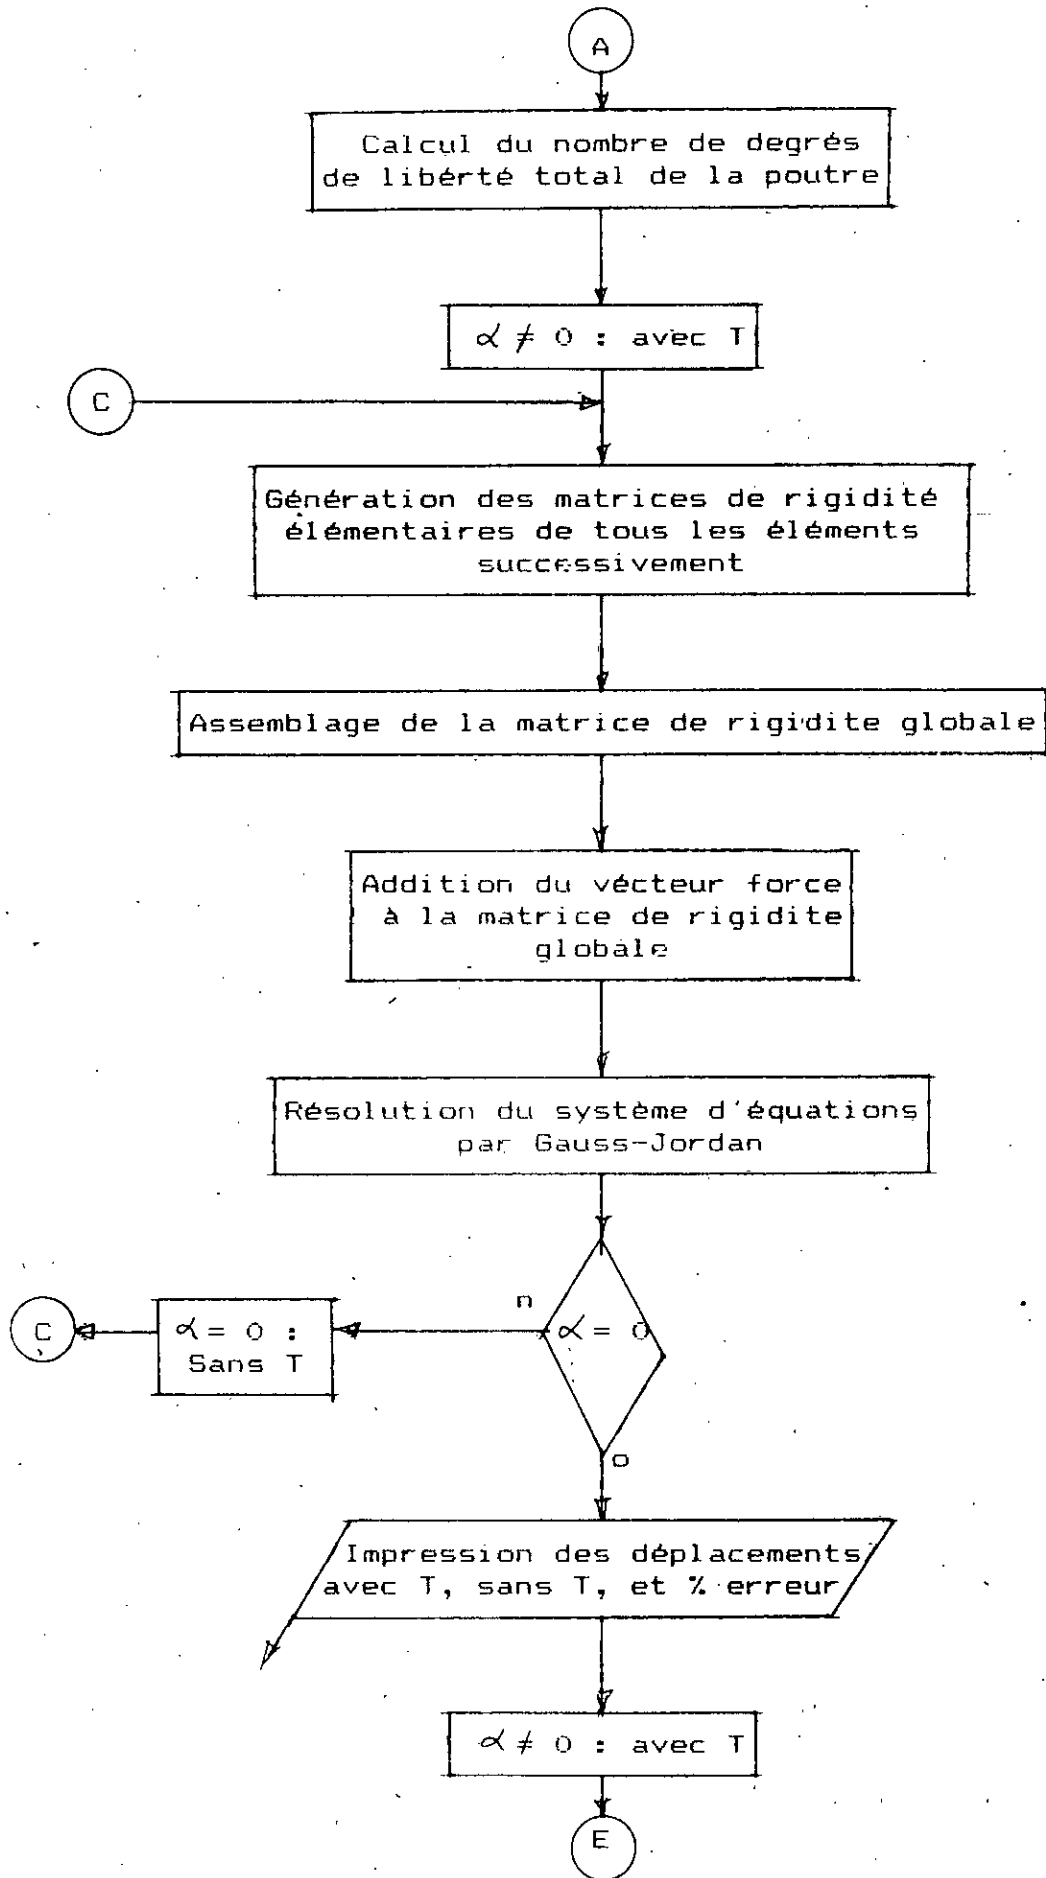 A
Calcul du nombre de degrés
de libérté total de la poutre
α ≠ 0 : avec T
C
Génération des matrices de rigidité
élémentaires de tous les éléments
successivement
Assemblage de la matrice de rigidite globale
Addition du vécteur force
à la matrice de rigidite
globale
Résolution du système d'équations
par Gauss-Jordan
n
α = 0
C
α = 0 :
Sans T
o
Impression des déplacements
avec T, sans T, et % erreur
α ≠ 0 : avec T
E